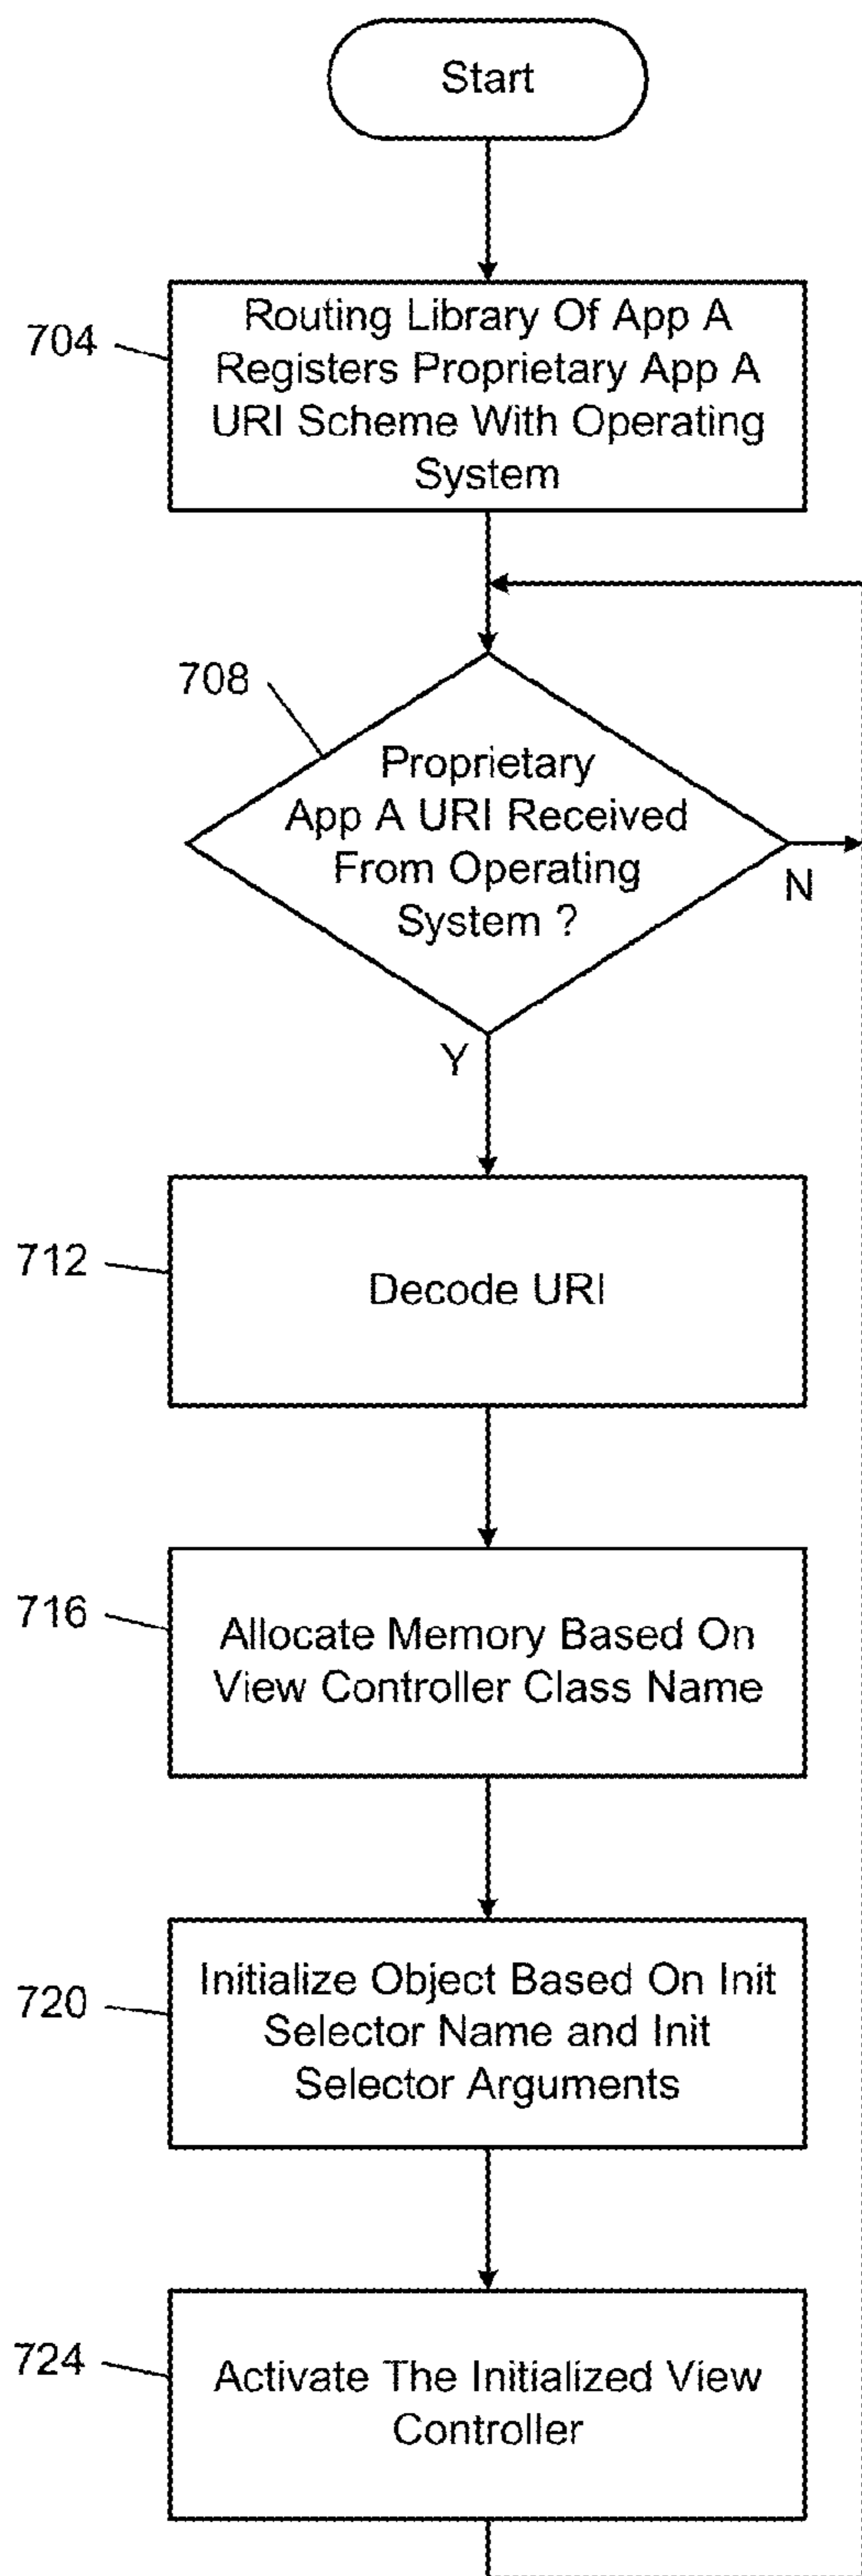 Start
704
Routing Library Of App A
Registers Proprietary App A
URI Scheme With Operating
System
708
Proprietary
App A URI Received
From Operating
System ?
N
Y
712
Decode URI
716
Allocate Memory Based On
View Controller Class Name
720
Initialize Object Based On Init
Selector Name and Init
Selector Arguments
724
Activate The Initialized View
Controller